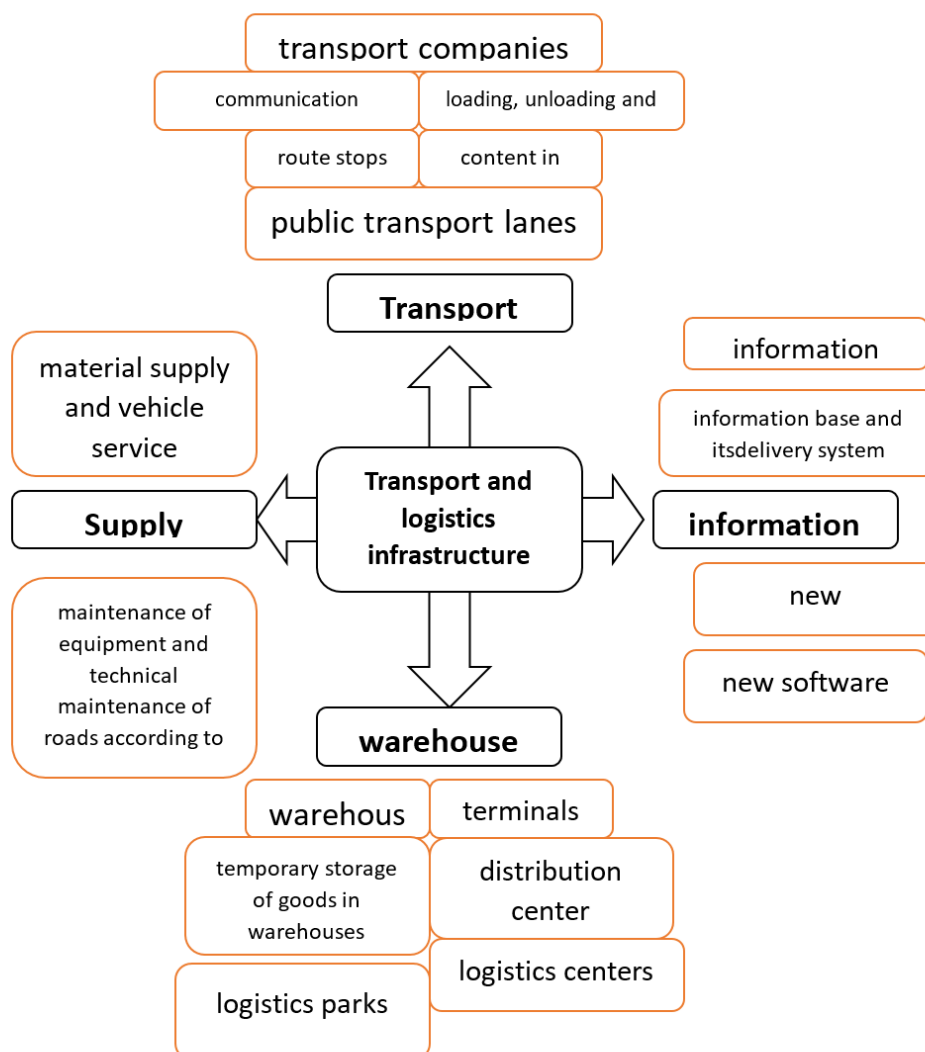 transport companies
communication
loading, unloading and
route stops
content in
public transport lanes
Transport
material supply
and vehicle
service
information
information base and
itsdelivery system
Transport and
logistics
infrastructure
Supply
information
maintenance of
equipment and
technical
maintenance of
roads according to
new
new software
warehouse
warehous
terminals
temporary storage
of goods in
warehouses
distribution
center
logistics centers
logistics parks